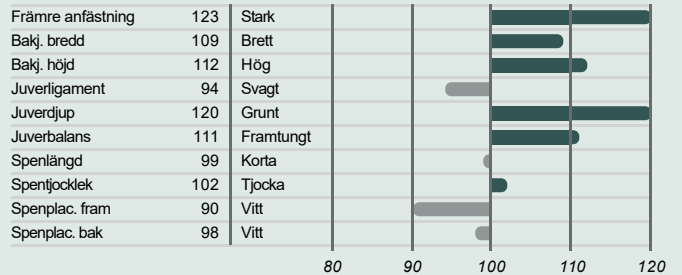 Främre anfästning 123 Stark
Bakj. bredd 109 Brett
Bakj. höjd 112 Hög
Juverligament 94 Svagt
Juverdjup 120 Grunt
Juverbalans 111 Framtungt
Spenlängd 99 Korta
Spentjocklek 102 Tjocka
Spenplac. fram 90 Vitt
Spenplac. bak 98 Vitt
80 90 100 110 120